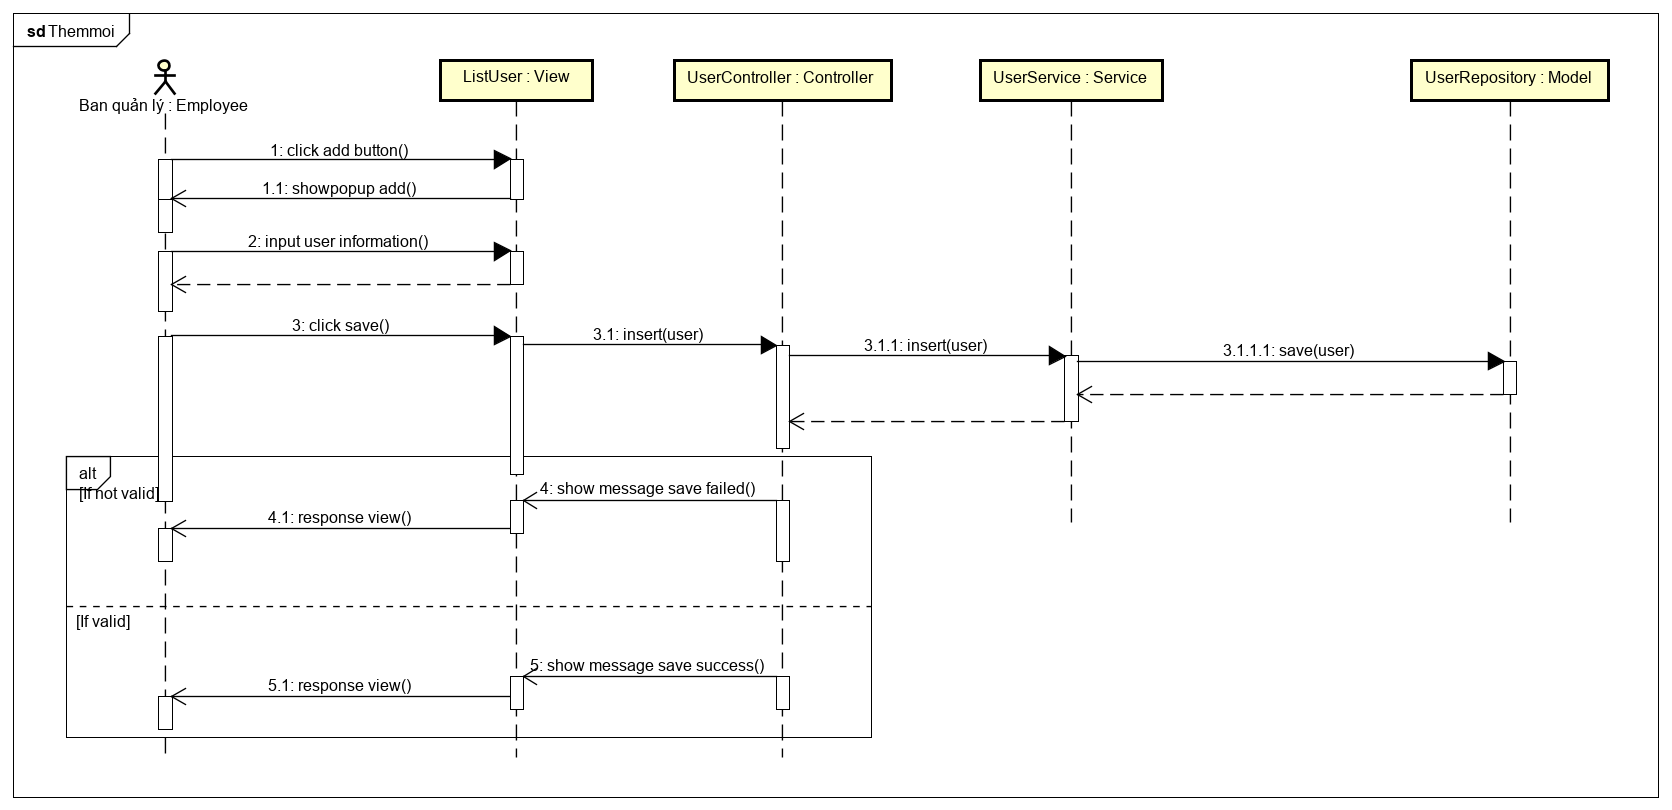 sd Themmoi
Ban quản lý : Employee
ListUser : View
UserController : Controller
UserService : Service
UserRepository : Model
1: click add button()
1.1: showpopup add()
2: input user information()
3: click save()
3.1: insert(user)
3.1.1: insert(user)
3.1.1.1: save(user)
alt
[If not valid]
4: show message save failed()
4.1: response view()
[If valid]
5: show message save success()
5.1: response view()